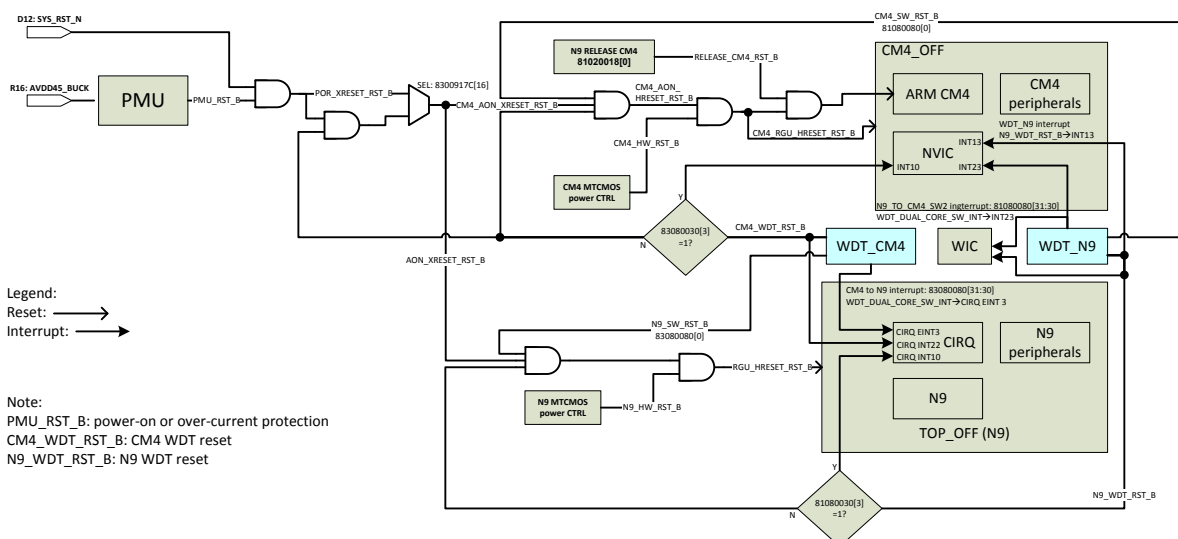 D12: SYS_RST_N
R16: AVDD45_BUCK
PMU
PMU_RST_B
POR_XRESET_RST_B
SEL: 8300917C[16]
CM4_AON_XRESET_RST_B
N9 RELEASE CM4
81020018[0]
CM4_SW_RST_B
81080080[0]
RELEASE_CM4_RST_B
CM4_AON_
HRESET_RST_B
CM4_HW_RST_B
CM4_RGU_HRESET_RST_B
CM4 MTCMOS
power CTRL
CM4_OFF
ARM CM4
CM4
peripherals
WDT_N9 interrupt
N9_WDT_RST_B→INT13
NVIC
INT13
INT10
INT23
N9_TO_CM4_SW2 ingterrupt: 81080080[31:30]
WDT_DUAL_CORE_SW_INT→INT23
Y
83080030[3]
=1?
N
CM4_WDT_RST_B
WDT_CM4
WIC
WDT_N9
AON_XRESET_RST_B
Legend:
Reset:
Interrupt:
CM4 to N9 interrupt: 83080080[31:30]
WDT_DUAL_CORE_SW_INT→CIRQ EINT 3
N9_SW_RST_B
83080080[0]
CIRQ EINT3
CIRQ INT22
CIRQ INT10
CIRQ
N9
peripherals
RGU_HRESET_RST_B
N9 MTCMOS
power CTRL
N9_HW_RST_B
N9
TOP_OFF (N9)
Note:
PMU_RST_B: power-on or over-current protection
CM4_WDT_RST_B: CM4 WDT reset
N9_WDT_RST_B: N9 WDT reset
Y
81080030[3]
=1?
N
N9_WDT_RST_B